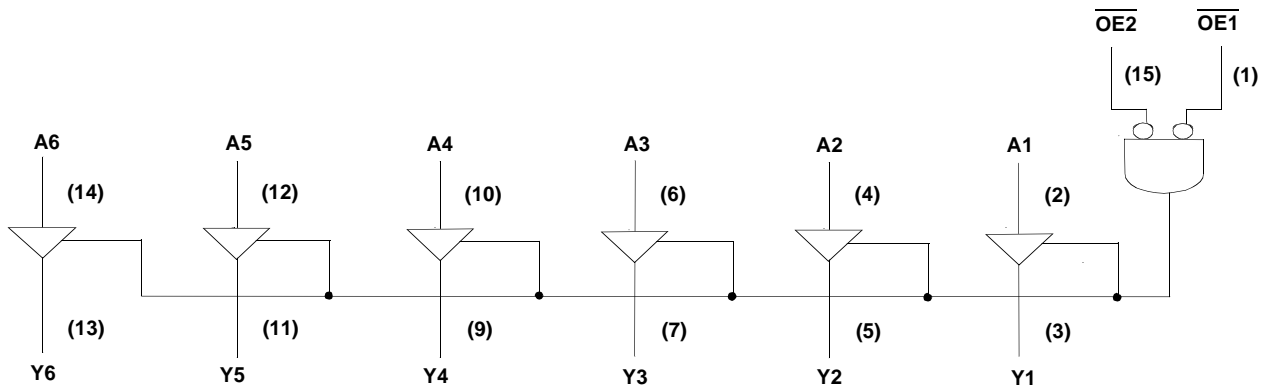 OE2 OE1
(15) (1)
A6 A5 A4 A3 A2 A1
(14) (12) (10) (6) (4) (2)
(13) (11) (9) (7) (5) (3)
Y6 Y5 Y4 Y3 Y2 Y1